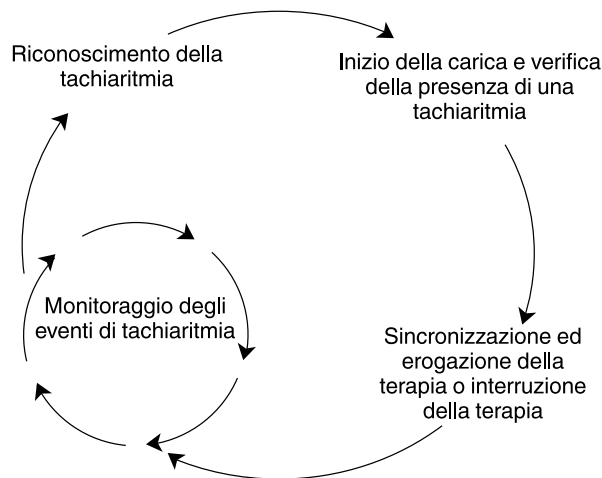 Riconoscimento della
tachiaritmia
Inizio della carica e verifica
della presenza di una
tachiaritmia
Monitoraggio degli
eventi di tachiaritmia
Sincronizzazione ed
erogazione della
terapia o interruzione
della terapia